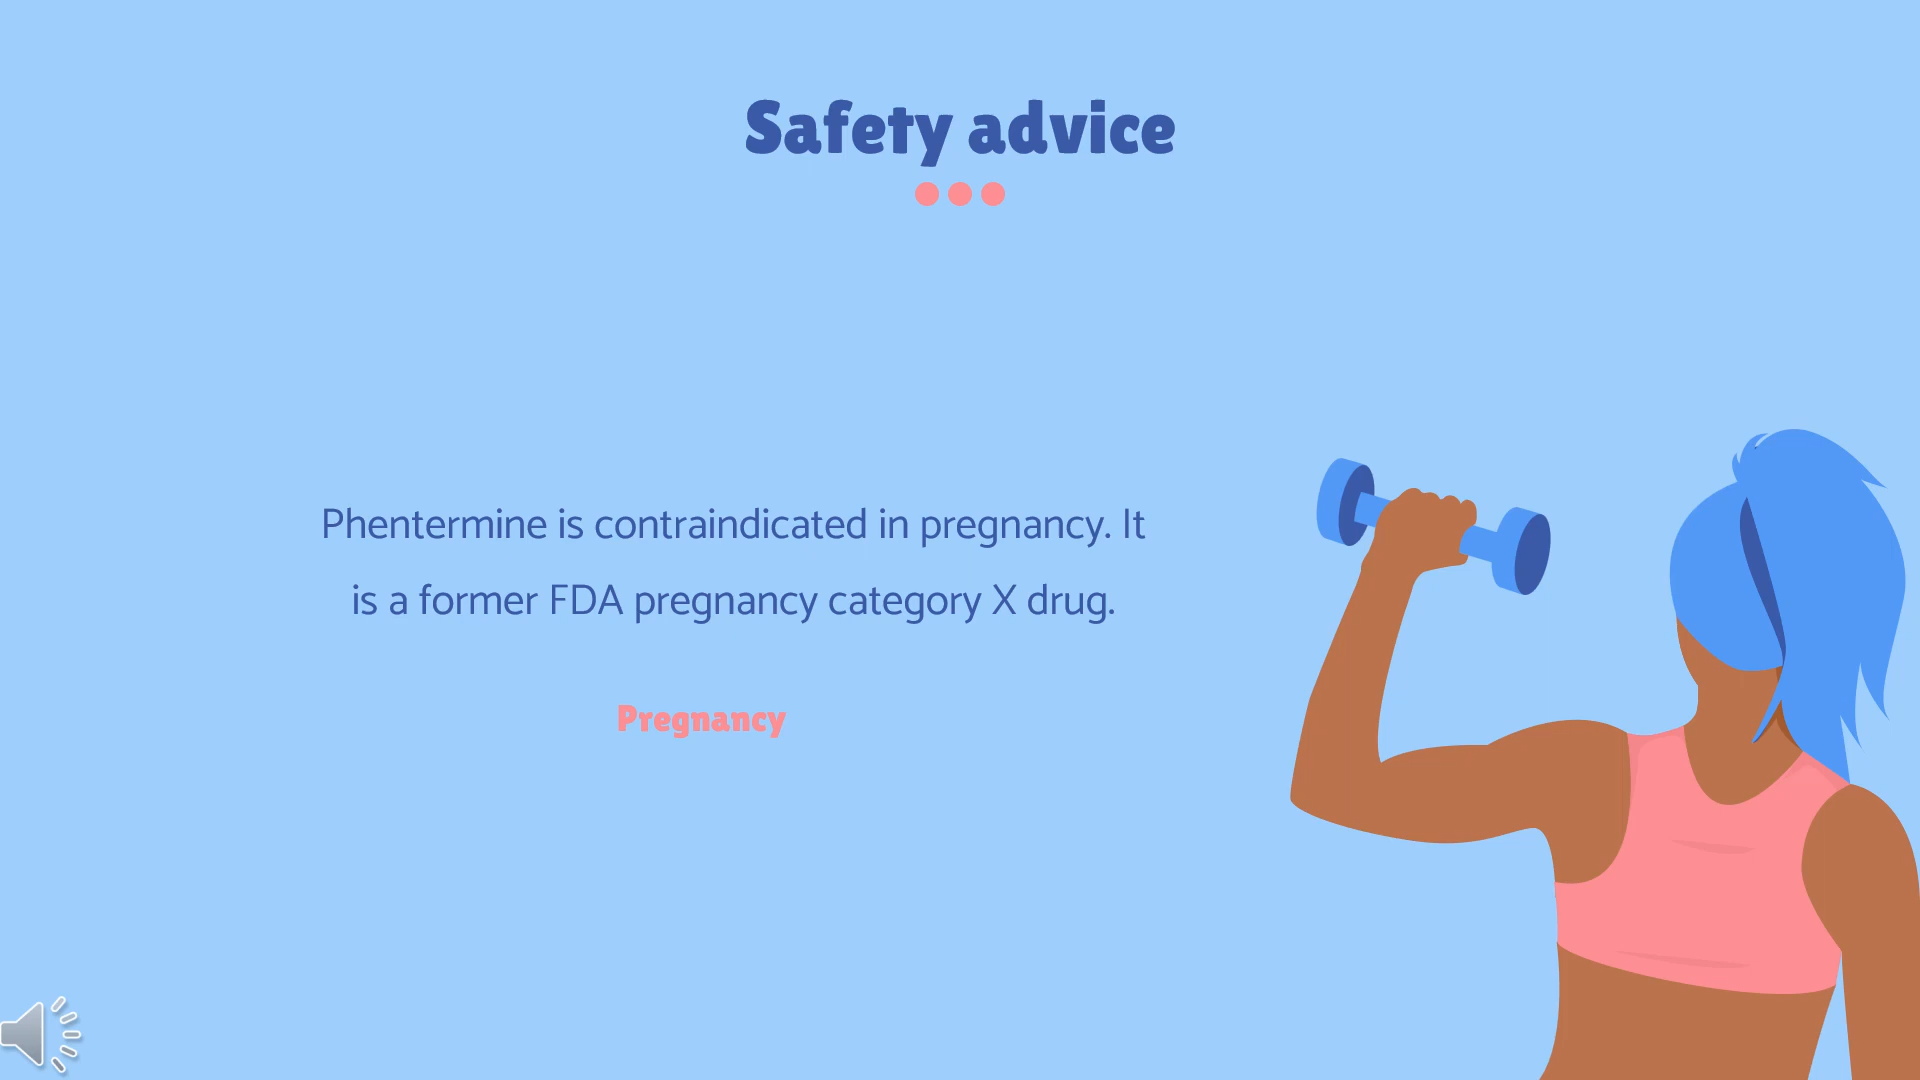 Safety advice
Phentermine is contraindicated in pregnancy. It
is a former FDA pregnancy category X drug.
Pregnancy